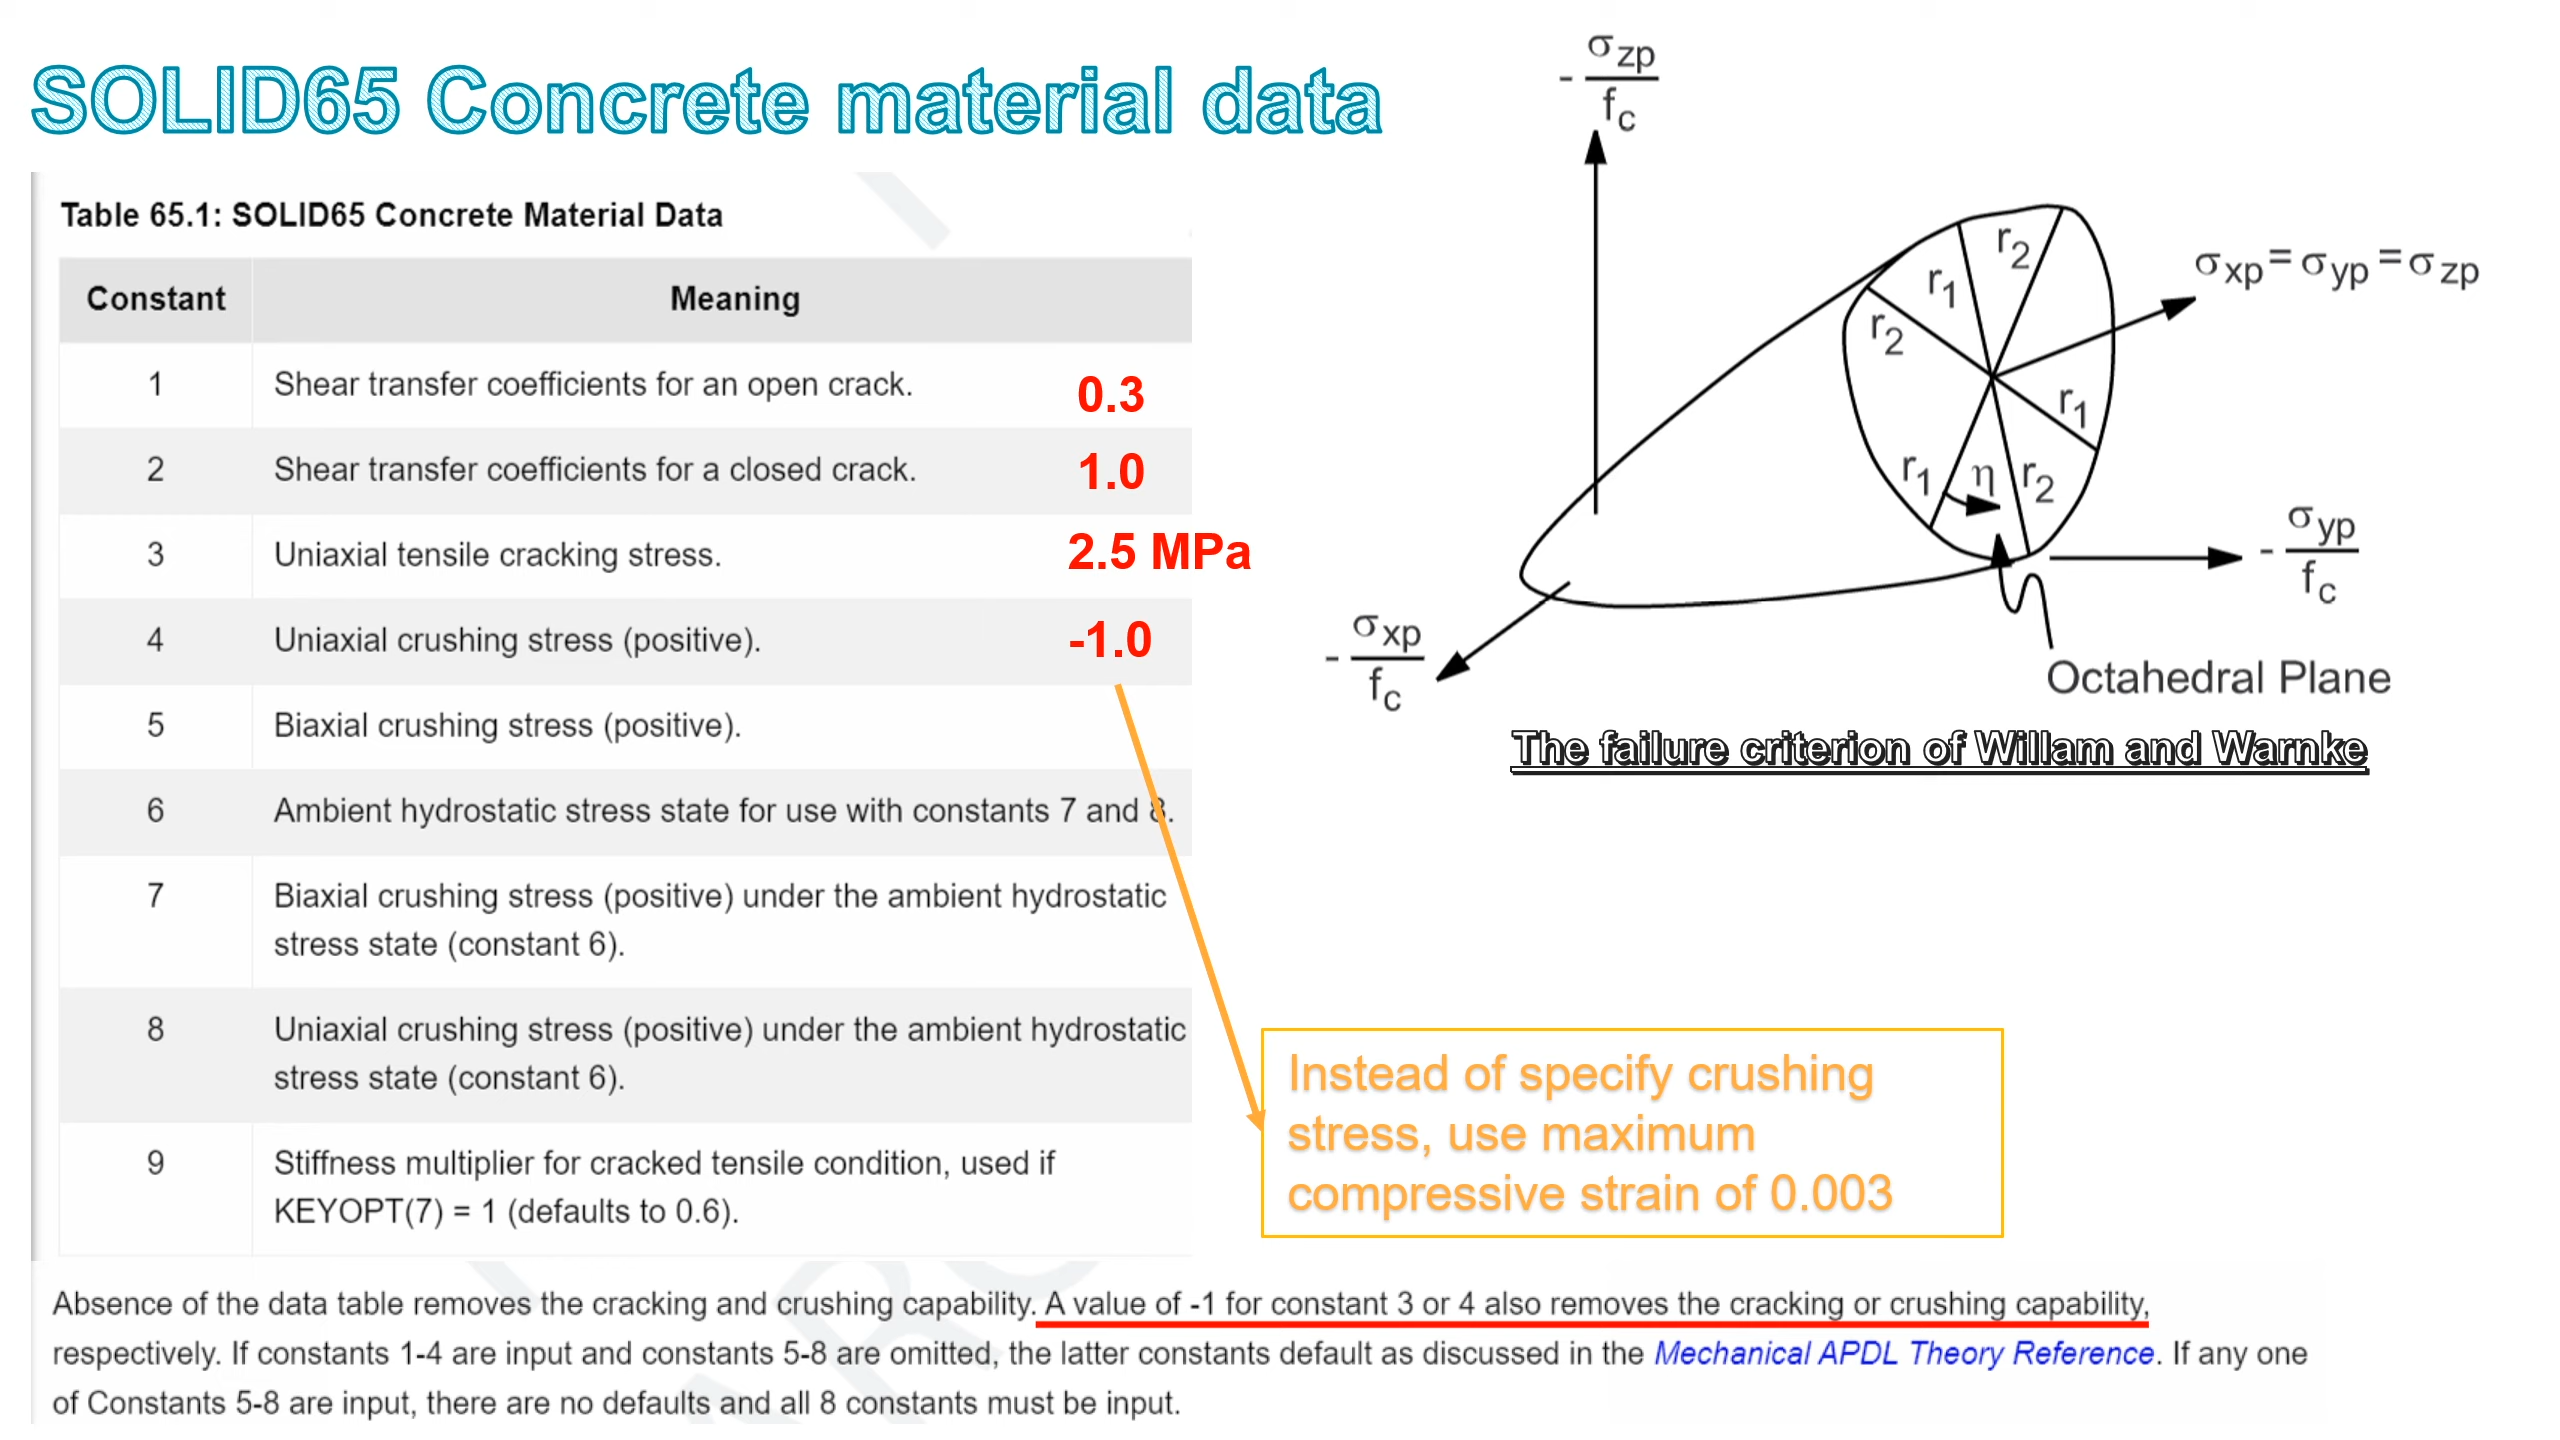 SOLID65 Concrete material data
Table 65.1: SOLID65 Concrete Material Data
Constant Meaning
1 Shear transfer coefficients for an open crack. 0.3
2 Shear transfer coefficients for a closed crack. 1.0
3 Uniaxial tensile cracking stress. 2.5 MPa
4 Uniaxial crushing stress (positive). -1.0
5 Biaxial crushing stress (positive).
6 Ambient hydrostatic stress state for use with constants 7 and 8.
7 Biaxial crushing stress (positive) under the ambient hydrostatic
stress state (constant 6).
8 Uniaxial crushing stress (positive) under the ambient hydrostatic
stress state (constant 6).
9 Stiffness multiplier for cracked tensile condition, used if
KEYOPT(7) = 1 (defaults to 0.6).
Absence of the data table removes the cracking and crushing capability. A value of -1 for constant 3 or 4 also removes the cracking or crushing capability,
respectively. If constants 1-4 are input and constants 5-8 are omitted, the latter constants default as discussed in the Mechanical APDL Theory Reference. If any one
of Constants 5-8 are input, there are no defaults and all 8 constants must be input.
- σzp
fc
r2
r1
σxp = σyp = σzp
r2
r1
r1 η r2
- σyp
fc
- σxp
fc
Octahedral Plane
The failure criterion of Willam and Warnke
Instead of specify crushing
stress, use maximum
compressive strain of 0.003